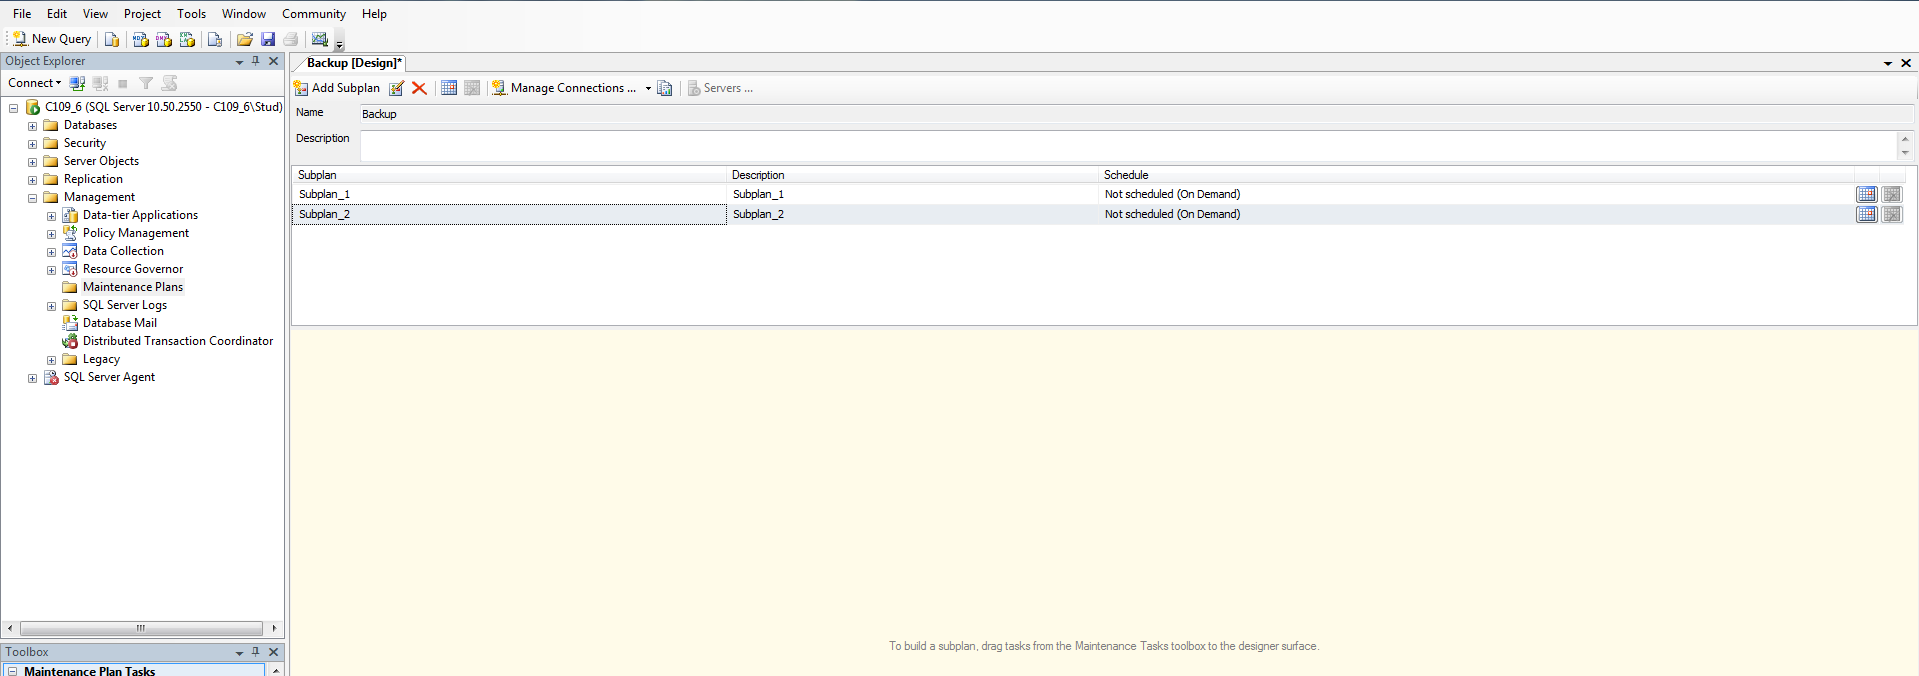 File Edit View Project Tools Window Community Help
New Query
Object Explorer
Connect
C109_6 (SQL Server 10.50.2550 - C109_6\Stud)
Databases
Security
Server Objects
Replication
Management
Data-tier Applications
Policy Management
Data Collection
Resource Governor
Maintenance Plans
SQL Server Logs
Database Mail
Distributed Transaction Coordinator
Legacy
SQL Server Agent
Toolbox
Maintenance Plan Tasks
Backup [Design]*
Add Subplan Manage Connections ... Servers ...
Name Backup
Description
Subplan Description Schedule
Subplan_1 Subplan_1 Not scheduled (On Demand)
Subplan_2 Subplan_2 Not scheduled (On Demand)
To build a subplan, drag tasks from the Maintenance Tasks toolbox to the designer surface.